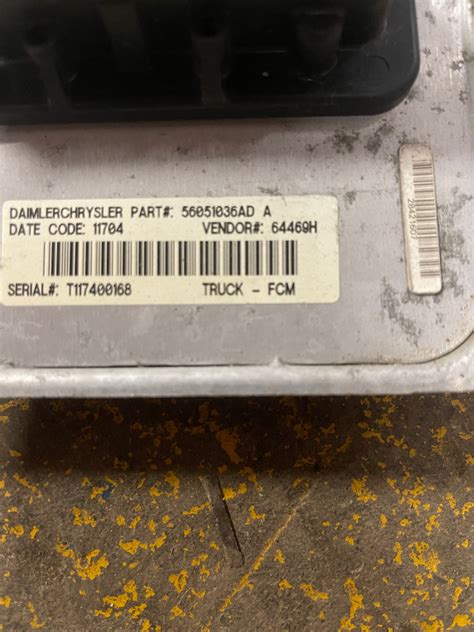 DAIMLERCHRYSLER PART#: 56051036AD A
DATE CODE: 11704 VENDOR#: 64469H
SERIAL#: T117400168 TRUCK - FCM